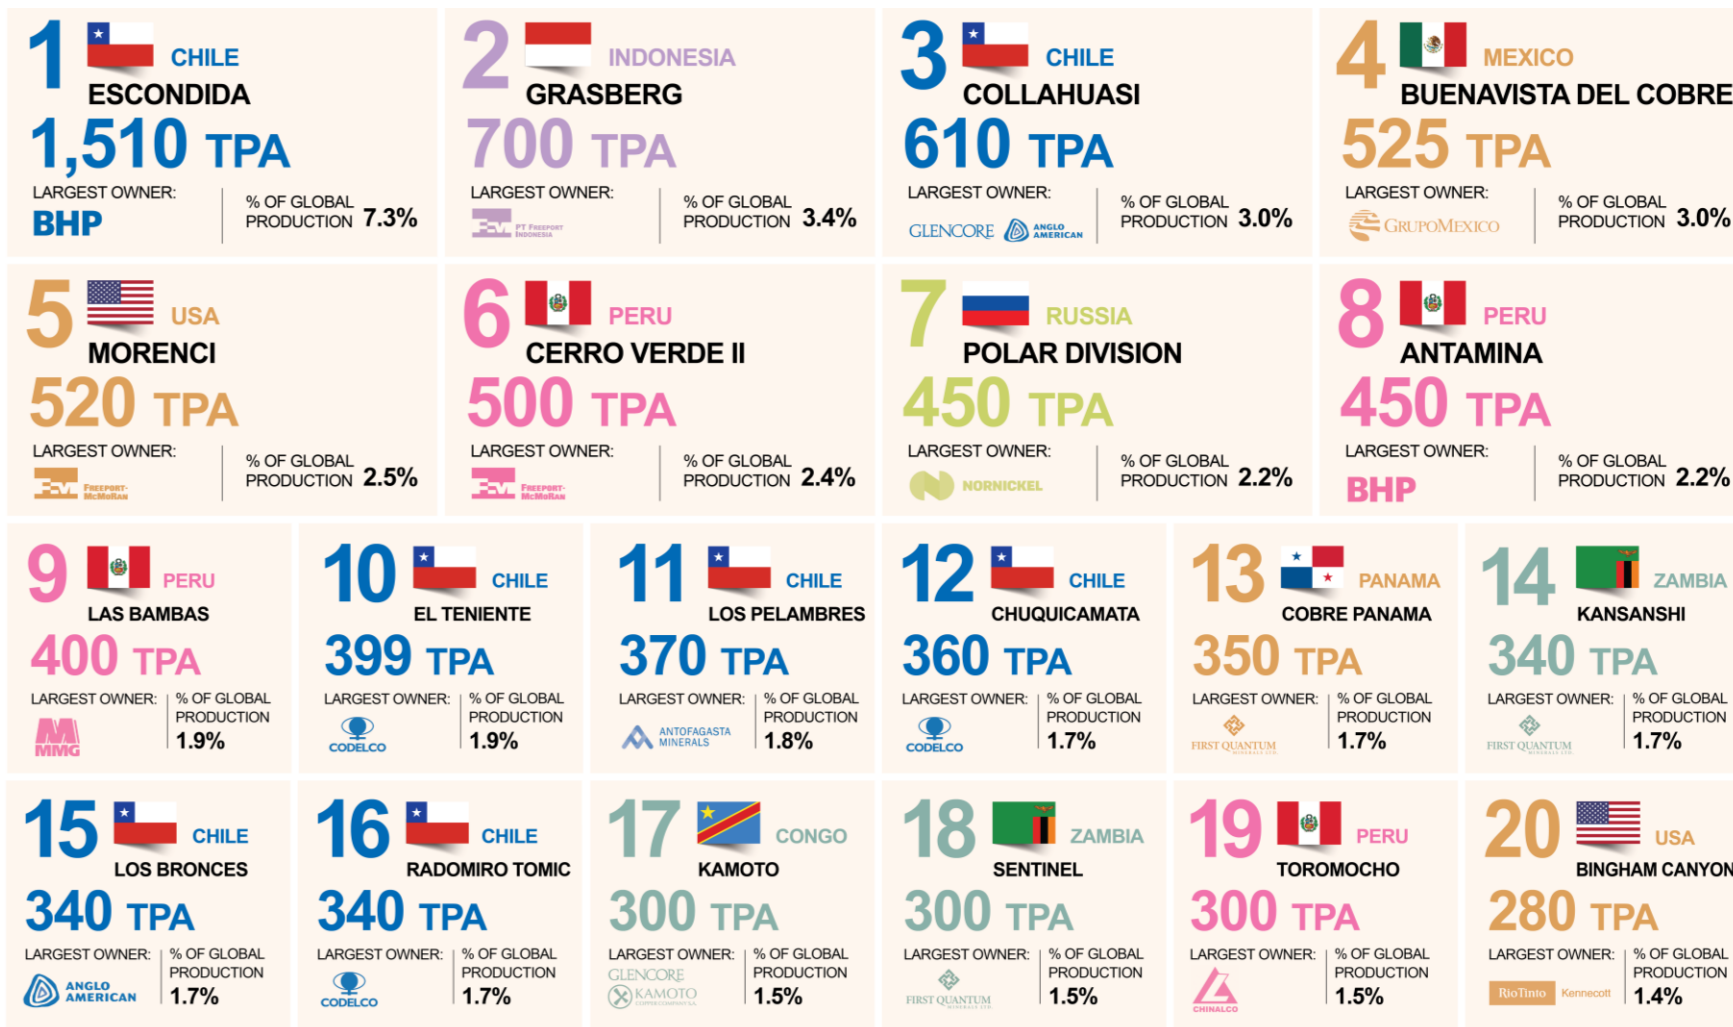 1 CHILE
ESCONDIDA
1,510 TPA
LARGEST OWNER:
BHP
% OF GLOBAL
PRODUCTION 7.3%
2 INDONESIA
GRASBERG
700 TPA
LARGEST OWNER:
PT FREEPORT
INDONESIA
% OF GLOBAL
PRODUCTION 3.4%
3 CHILE
COLLAHUASI
610 TPA
LARGEST OWNER:
GLENCORE ANGLO
AMERICAN
% OF GLOBAL
PRODUCTION 3.0%
4 MEXICO
BUENAVISTA DEL COBRE
525 TPA
LARGEST OWNER:
GRUPOMEXICO
% OF GLOBAL
PRODUCTION 3.0%
5 USA
MORENCI
520 TPA
LARGEST OWNER:
FREEPORT-
MCMORAN
% OF GLOBAL
PRODUCTION 2.5%
6 PERU
CERRO VERDE II
500 TPA
LARGEST OWNER:
FREEPORT-
MCMORAN
% OF GLOBAL
PRODUCTION 2.4%
7 RUSSIA
POLAR DIVISION
450 TPA
LARGEST OWNER:
NORNICKEL
% OF GLOBAL
PRODUCTION 2.2%
8 PERU
ANTAMINA
450 TPA
LARGEST OWNER:
BHP
% OF GLOBAL
PRODUCTION 2.2%
9 PERU
LAS BAMBAS
400 TPA
LARGEST OWNER:
MMG
% OF GLOBAL
PRODUCTION
1.9%
10 CHILE
EL TENIENTE
399 TPA
LARGEST OWNER:
CODELCO
% OF GLOBAL
PRODUCTION
1.9%
11 CHILE
LOS PELAMBRES
370 TPA
LARGEST OWNER:
ANTOFAGASTA
MINERALS
% OF GLOBAL
PRODUCTION
1.8%
12 CHILE
CHUQUICAMATA
360 TPA
LARGEST OWNER:
CODELCO
% OF GLOBAL
PRODUCTION
1.7%
13 PANAMA
COBRE PANAMA
350 TPA
LARGEST OWNER:
FIRST QUANTUM
MINERALS LTD.
% OF GLOBAL
PRODUCTION
1.7%
14 ZAMBIA
KANSANSHI
340 TPA
LARGEST OWNER:
FIRST QUANTUM
MINERALS LTD.
% OF GLOBAL
PRODUCTION
1.7%
15 CHILE
LOS BRONCES
340 TPA
LARGEST OWNER:
ANGLO
AMERICAN
% OF GLOBAL
PRODUCTION
1.7%
16 CHILE
RADOMIRO TOMIC
340 TPA
LARGEST OWNER:
CODELCO
% OF GLOBAL
PRODUCTION
1.7%
17 CONGO
KAMOTO
300 TPA
LARGEST OWNER:
GLENCORE
KAMOTO
COPPER COMPANY S.A.
% OF GLOBAL
PRODUCTION
1.5%
18 ZAMBIA
SENTINEL
300 TPA
LARGEST OWNER:
FIRST QUANTUM
MINERALS LTD.
% OF GLOBAL
PRODUCTION
1.5%
19 PERU
TOROMOCHO
300 TPA
LARGEST OWNER:
CHINALCO
% OF GLOBAL
PRODUCTION
1.5%
20 USA
BINGHAM CANYON
280 TPA
LARGEST OWNER:
RioTinto Kennecott
% OF GLOBAL
PRODUCTION
1.4%